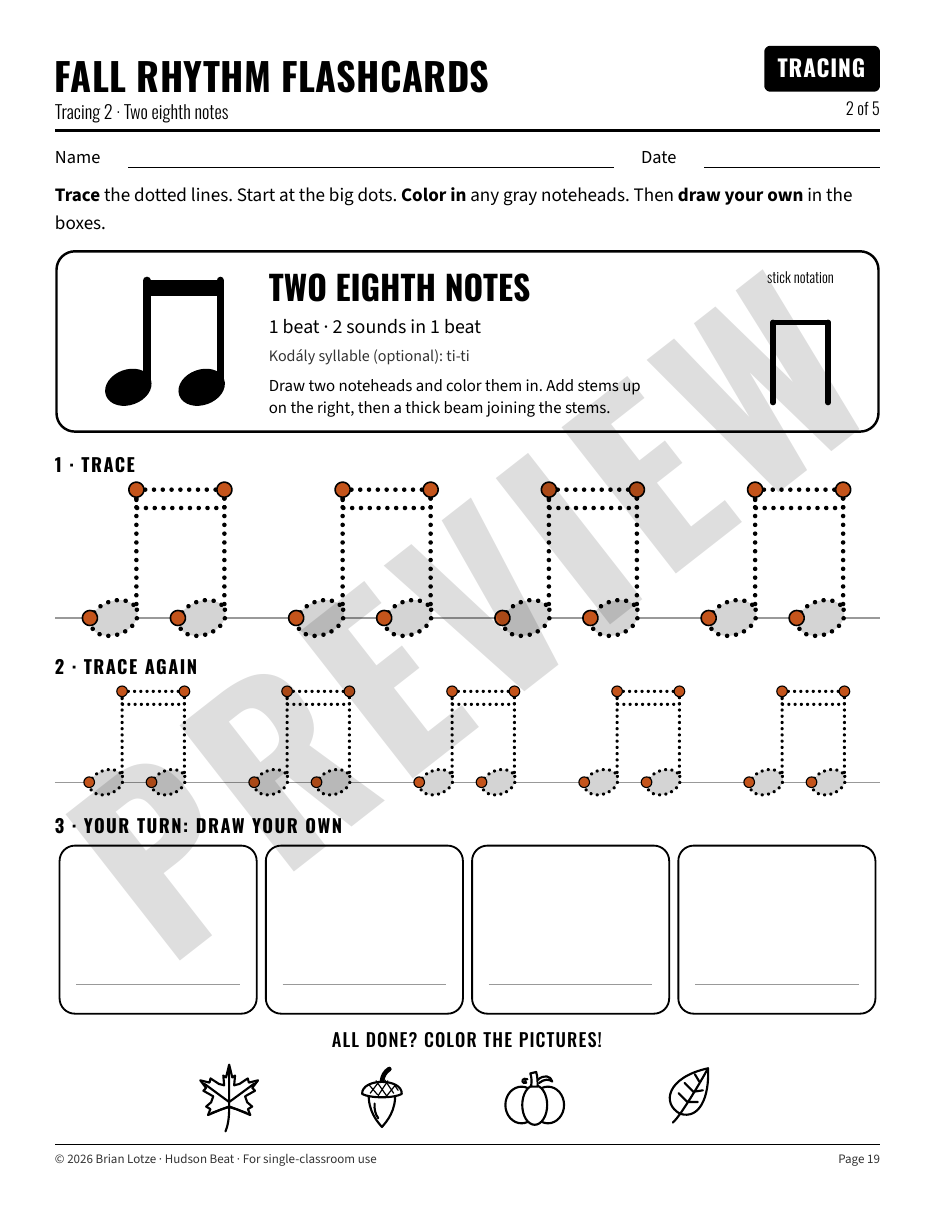 FALL RHYTHM FLASHCARDS
TRACING
Tracing 2 · Two eighth notes
2 of 5
Name
Date
Trace the dotted lines. Start at the big dots. Color in any gray noteheads. Then draw your own in the
boxes.
TWO EIGHTH NOTES
stick notation
1 beat · 2 sounds in 1 beat
Kodály syllable (optional): ti-ti
Draw two noteheads and color them in. Add stems up
on the right, then a thick beam joining the stems.
1 · TRACE
2 · TRACE AGAIN
3 · YOUR TURN: DRAW YOUR OWN
ALL DONE? COLOR THE PICTURES!
© 2026 Brian Lotze · Hudson Beat · For single-classroom use
Page 19
PREVIEW